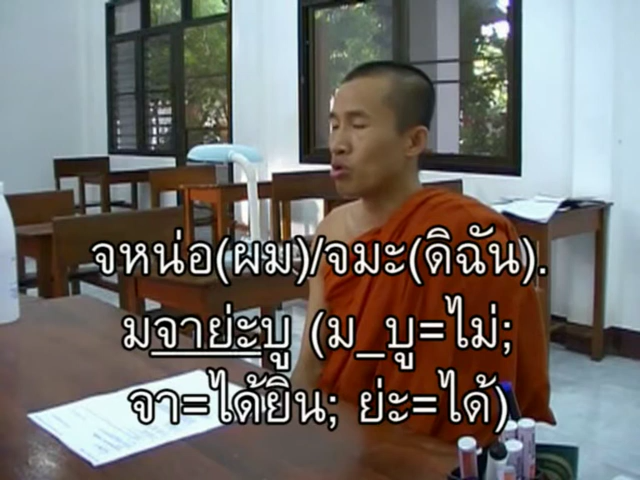 จหน่อ(ผม)/จมะ(ดิฉัน).
มจาย่ะบู (ม_บู=ไม่;
จา=ได้ยิน; ย่ะ=ได้)